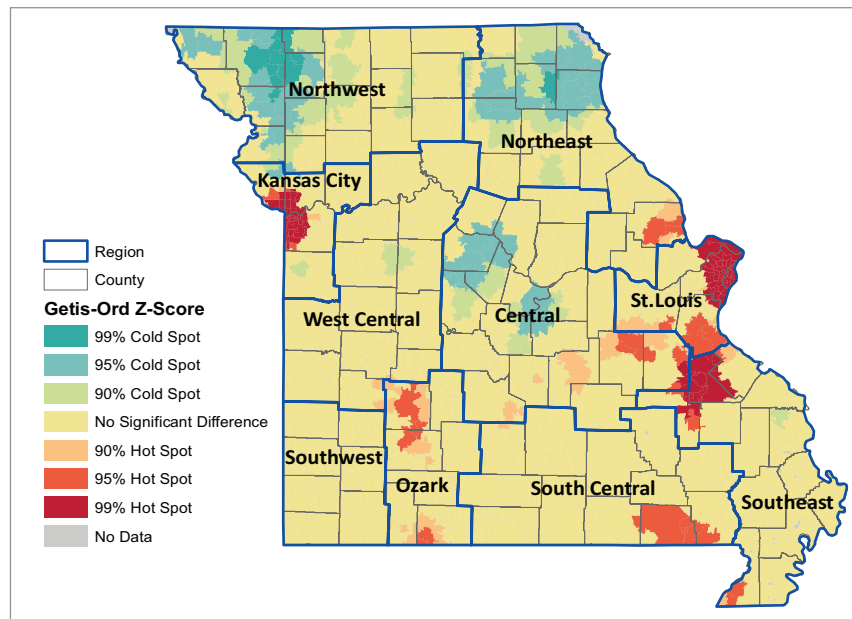 Northwest
Northeast
Kansas City
Region
County
Getis-Ord Z-Score
99% Cold Spot
95% Cold Spot
90% Cold Spot
No Significant Difference
90% Hot Spot
95% Hot Spot
99% Hot Spot
No Data
St.Louis
West Central
Central
Southwest
Ozark
South Central
Southeast